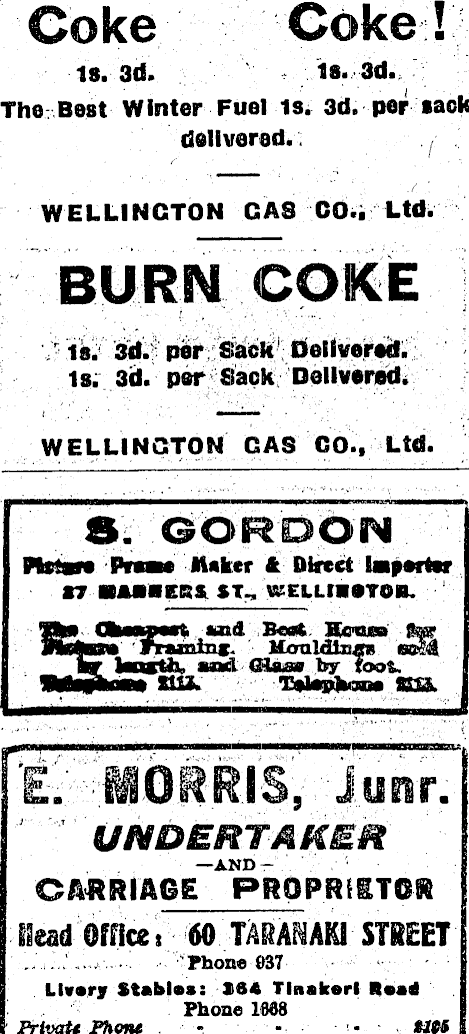 Coke Coke!
1s. 3d. 1s. 3d.
The Best Winter Fuel 1s. 3d. per sack
delivered.
WELLINGTON GAS CO., Ltd.
BURN COKE
1s. 3d. per Sack Delivered.
1s. 3d. per Sack Delivered.
WELLINGTON GAS CO., Ltd.
S. GORDON
Picture Frame Maker & Direct Importer
27 MANNERS ST., WELLINGTON.
The Cheapest and Best House for
Picture Framing. Mouldings sold
by length, and Glass by foot.
Telephone Telephone
E. MORRIS, Junr.
UNDERTAKER
—AND—
CARRIAGE PROPRIETOR
Head Office: 60 TARANAKI STREET
Phone 937
Livery Stables: 264 Tinakori Road
Phone 1668
Private Phone - - -